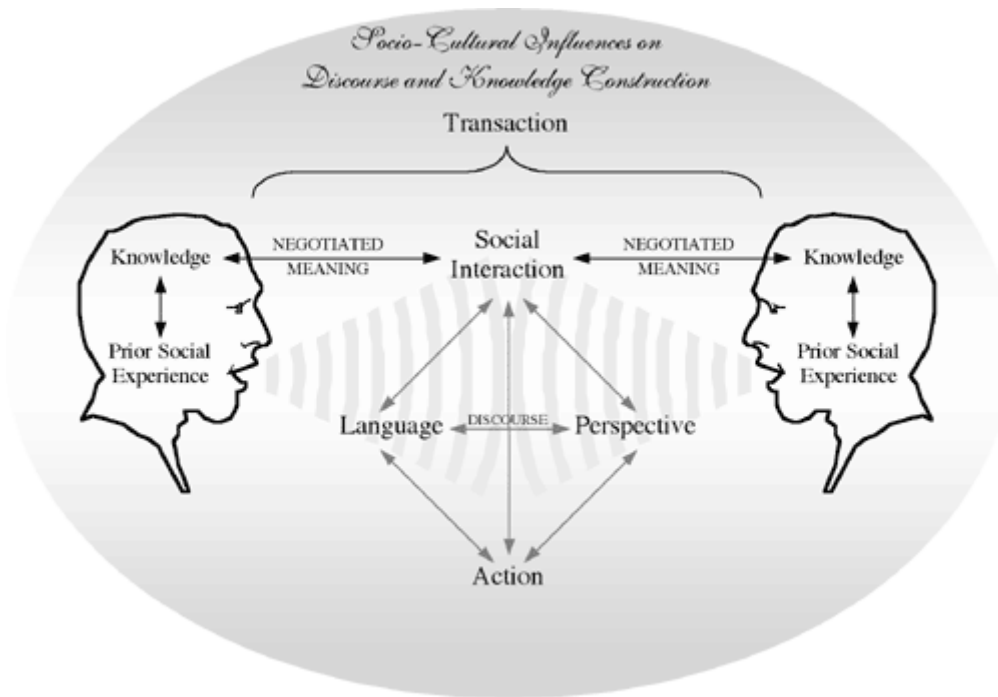 Socio-Cultural Influences on
Discourse and Knowledge Construction
Transaction
Knowledge
NEGOTIATED
MEANING
Social
Interaction
NEGOTIATED
MEANING
Knowledge
Prior Social
Experience
Prior Social
Experience
Language
DISCOURSE
Perspective
Action